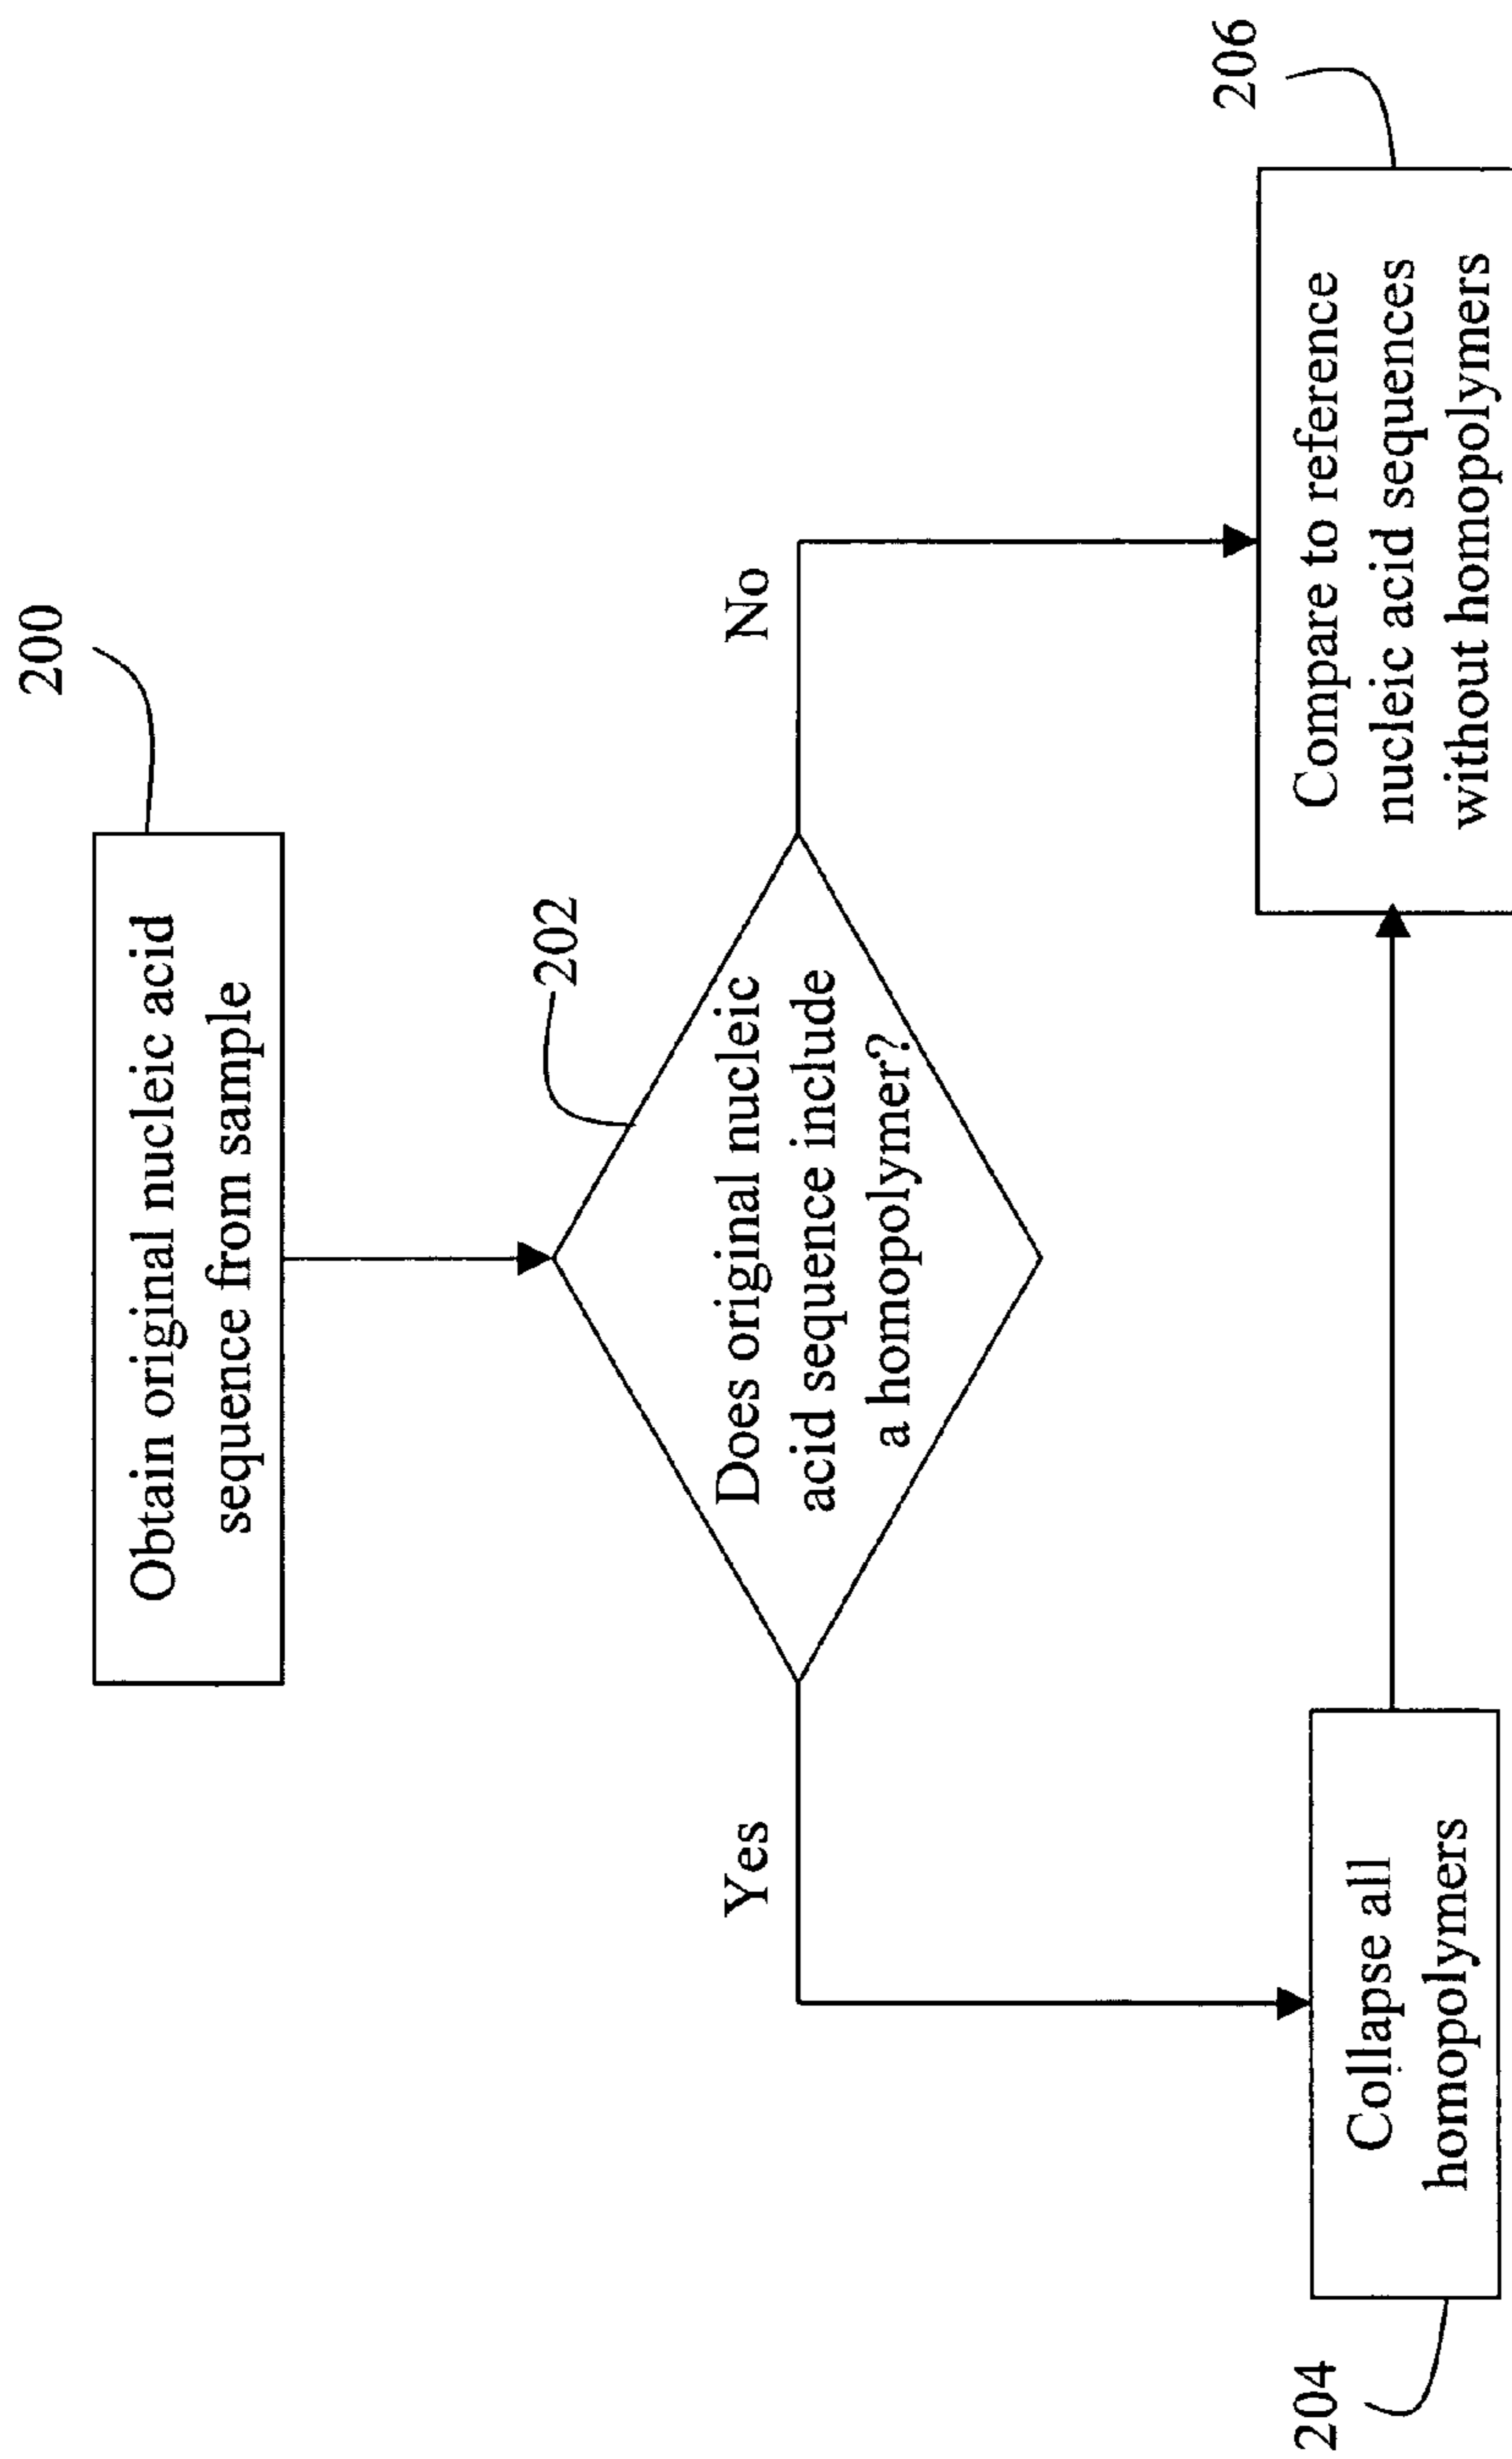 200
Obtain original nucleic acid
sequence from sample
202
Does original nucleic
acid sequence include
a homopolymer?
Yes
No
204
Collapse all
homopolymers
206
Compare to reference
nucleic acid sequences
without homopolymers